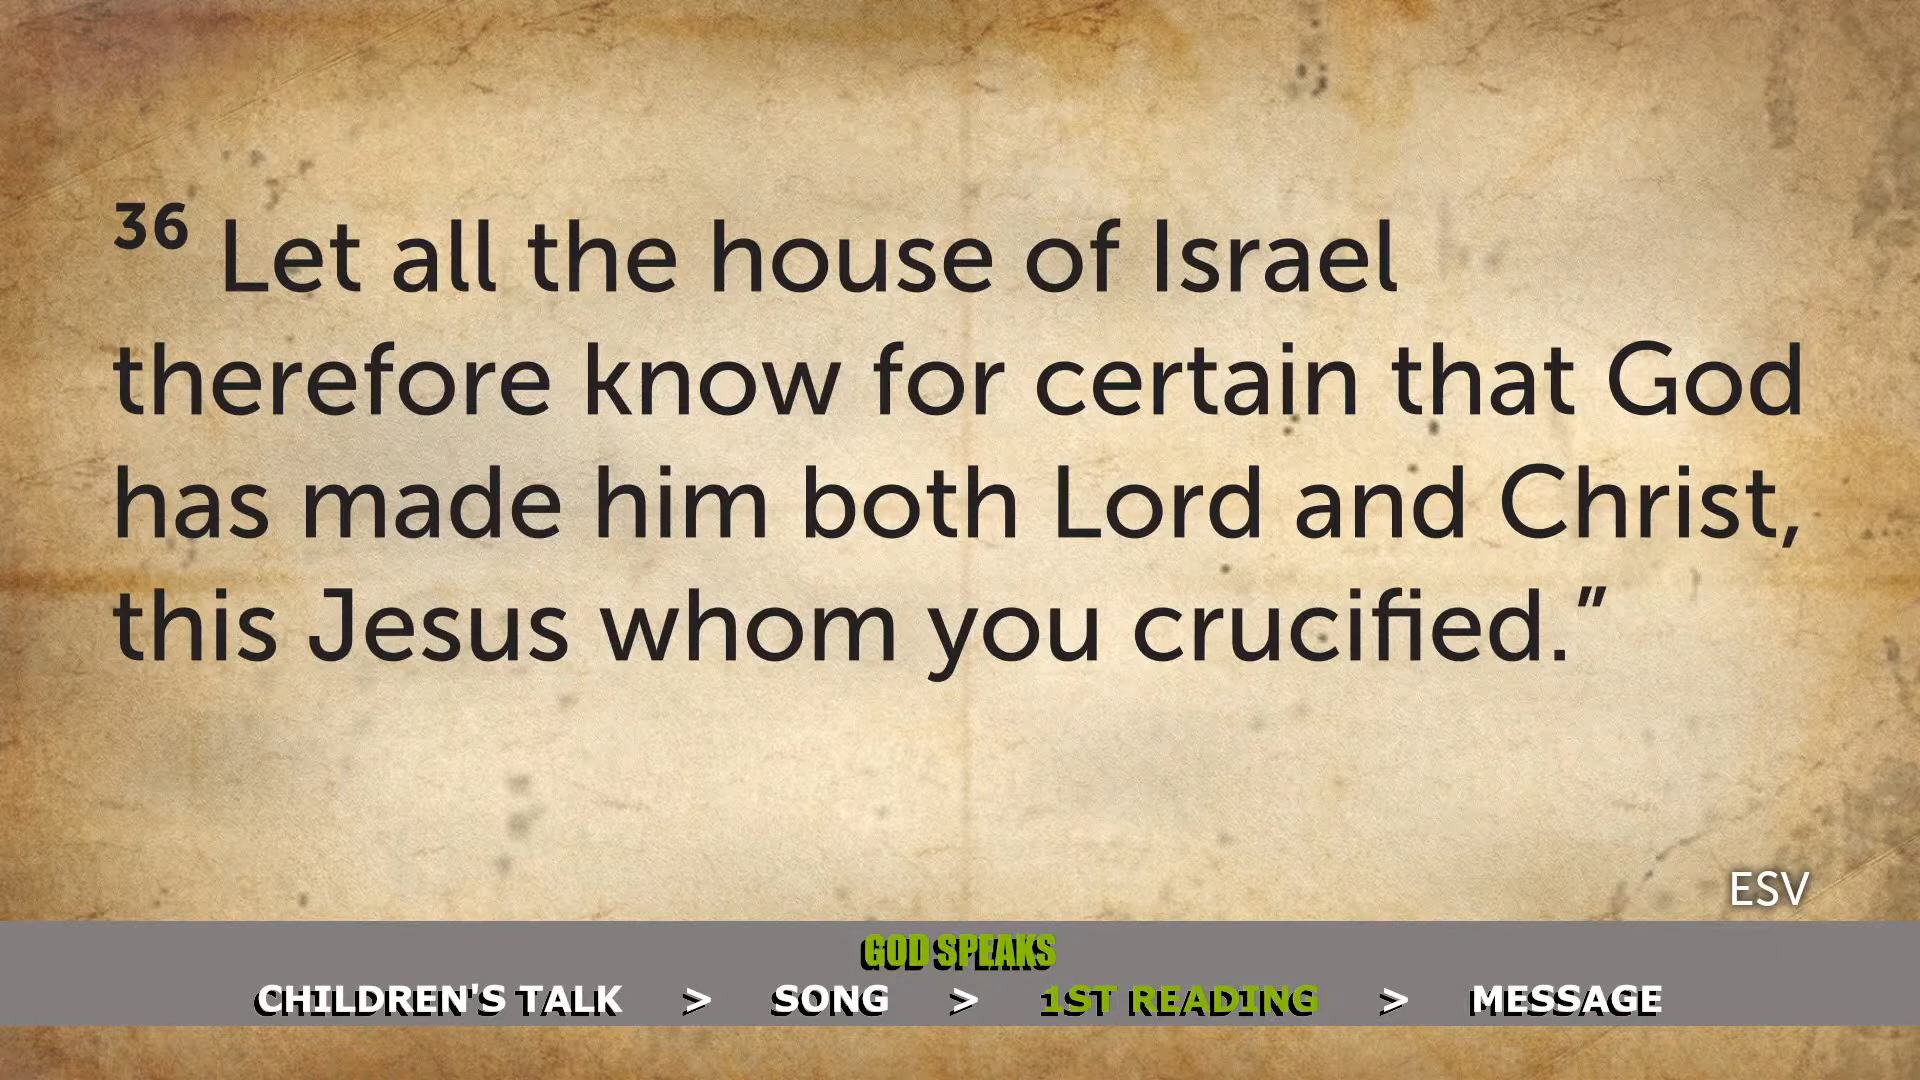 36 Let all the house of Israel
therefore know for certain that God
has made him both Lord and Christ,
this Jesus whom you crucified.”
ESV
GOD SPEAKS
CHILDREN'S TALK > SONG > 1ST READING > MESSAGE